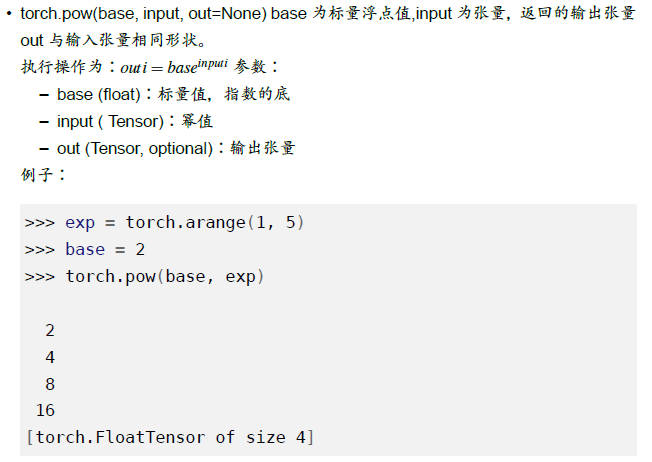 • torch.pow(base, input, out=None) base 为标量浮点值,input 为张量，返回的输出张量
out 与输入张量相同形状。
执行操作为：outi = baseinputi 参数：
– base (float)：标量值，指数的底
– input ( Tensor)：幂值
– out (Tensor, optional)：输出张量
例子：
>>> exp = torch.arange(1, 5)
>>> base = 2
>>> torch.pow(base, exp)
2
4
8
16
[torch.FloatTensor of size 4]